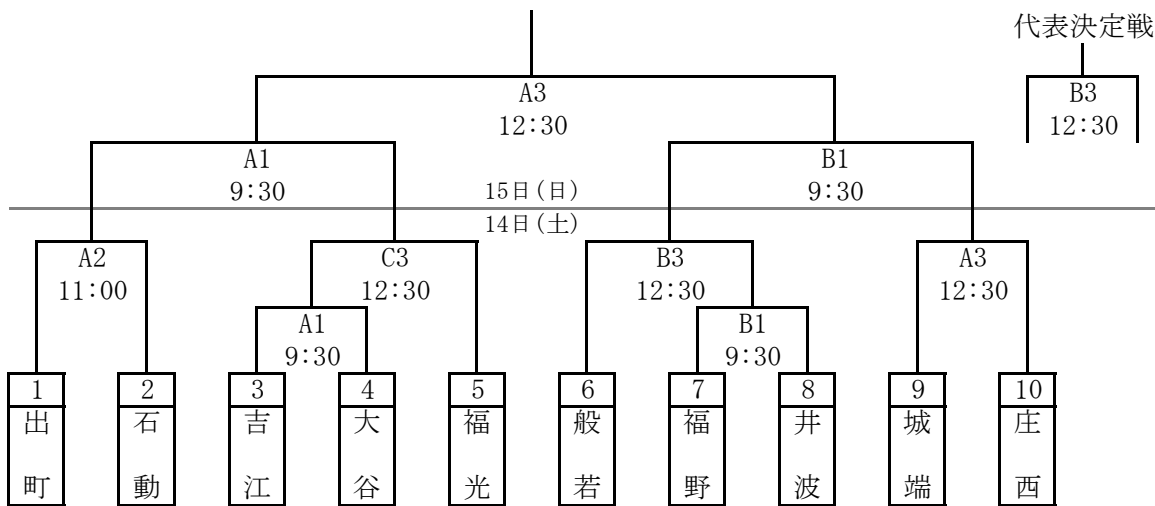 代表決定戦
A3
12:30
B3
12:30
A1
9:30
B1
9:30
15日(日)
14日(土)
A2
11:00
C3
12:30
B3
12:30
A3
12:30
A1
9:30
B1
9:30
1 2 3 4 5 6 7 8 9 10
出町
石動
吉江
大谷
福光
般若
福野
井波
城端
庄西